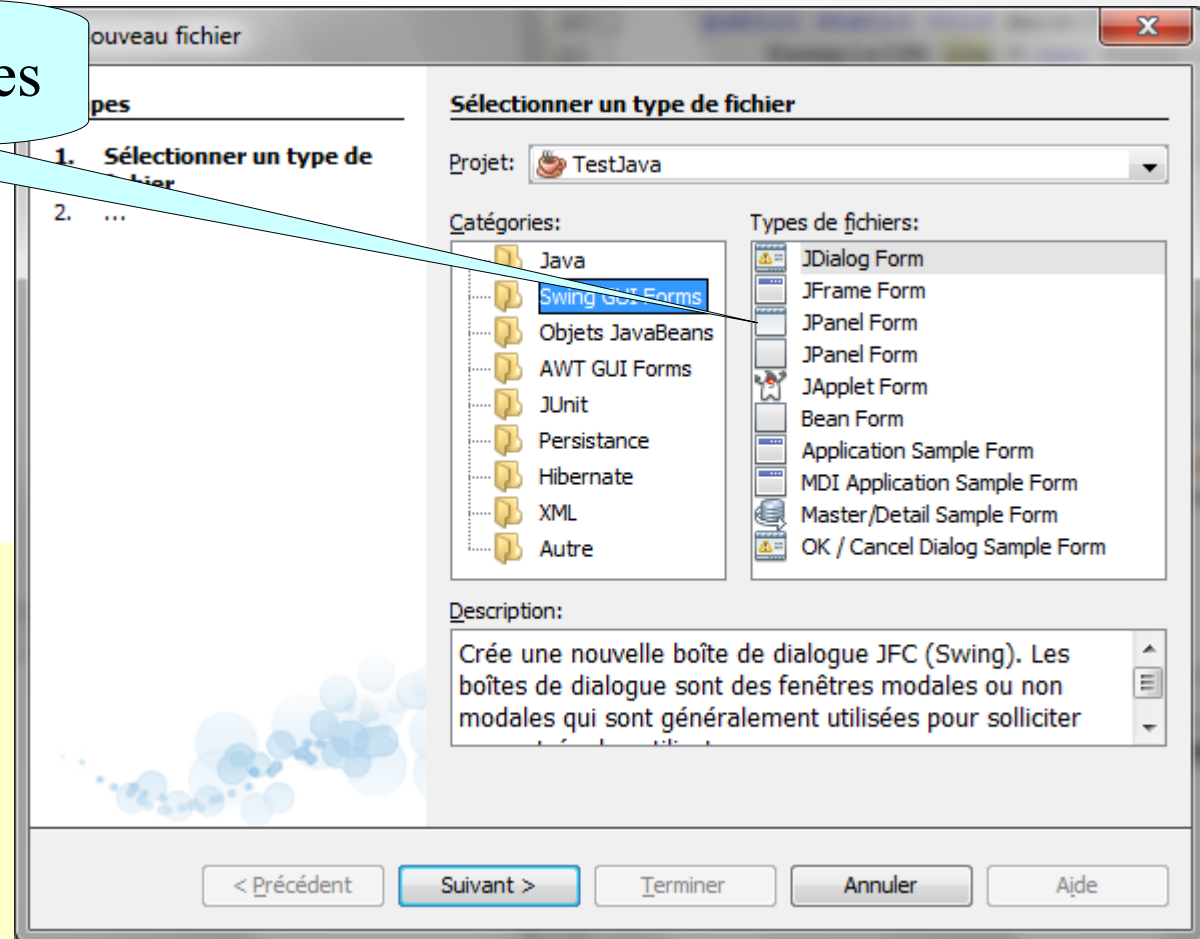 ouveau fichier
es
pes
1. Sélectionner un type de
2. ...
Sélectionner un type de fichier
Projet: TestJava
Catégories:
Java
Swing GUI Forms
Objets JavaBeans
AWT GUI Forms
JUnit
Persistance
Hibernate
XML
Autre
Types de fichiers:
JDialog Form
JFrame Form
JPanel Form
JPanel Form
JApplet Form
Bean Form
Application Sample Form
MDI Application Sample Form
Master/Detail Sample Form
OK / Cancel Dialog Sample Form
Description:
Crée une nouvelle boîte de dialogue JFC (Swing). Les
boîtes de dialogue sont des fenêtres modales ou non
modales qui sont généralement utilisées pour solliciter
< Précédent
Suivant >
Terminer
Annuler
Aide